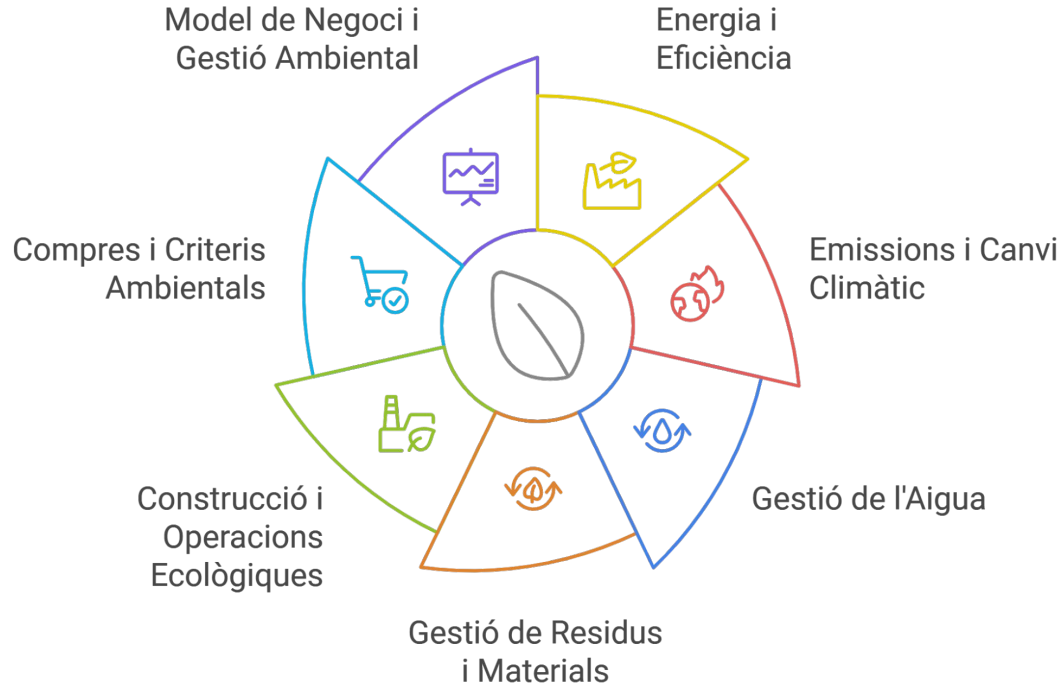 Model de Negoci i
Gestió Ambiental
Energia i
Eficiència
Compres i Criteris
Ambientals
Emissions i Canvi
Climàtic
Construcció i
Operacions
Ecològiques
Gestió de l'Aigua
Gestió de Residus
i Materials